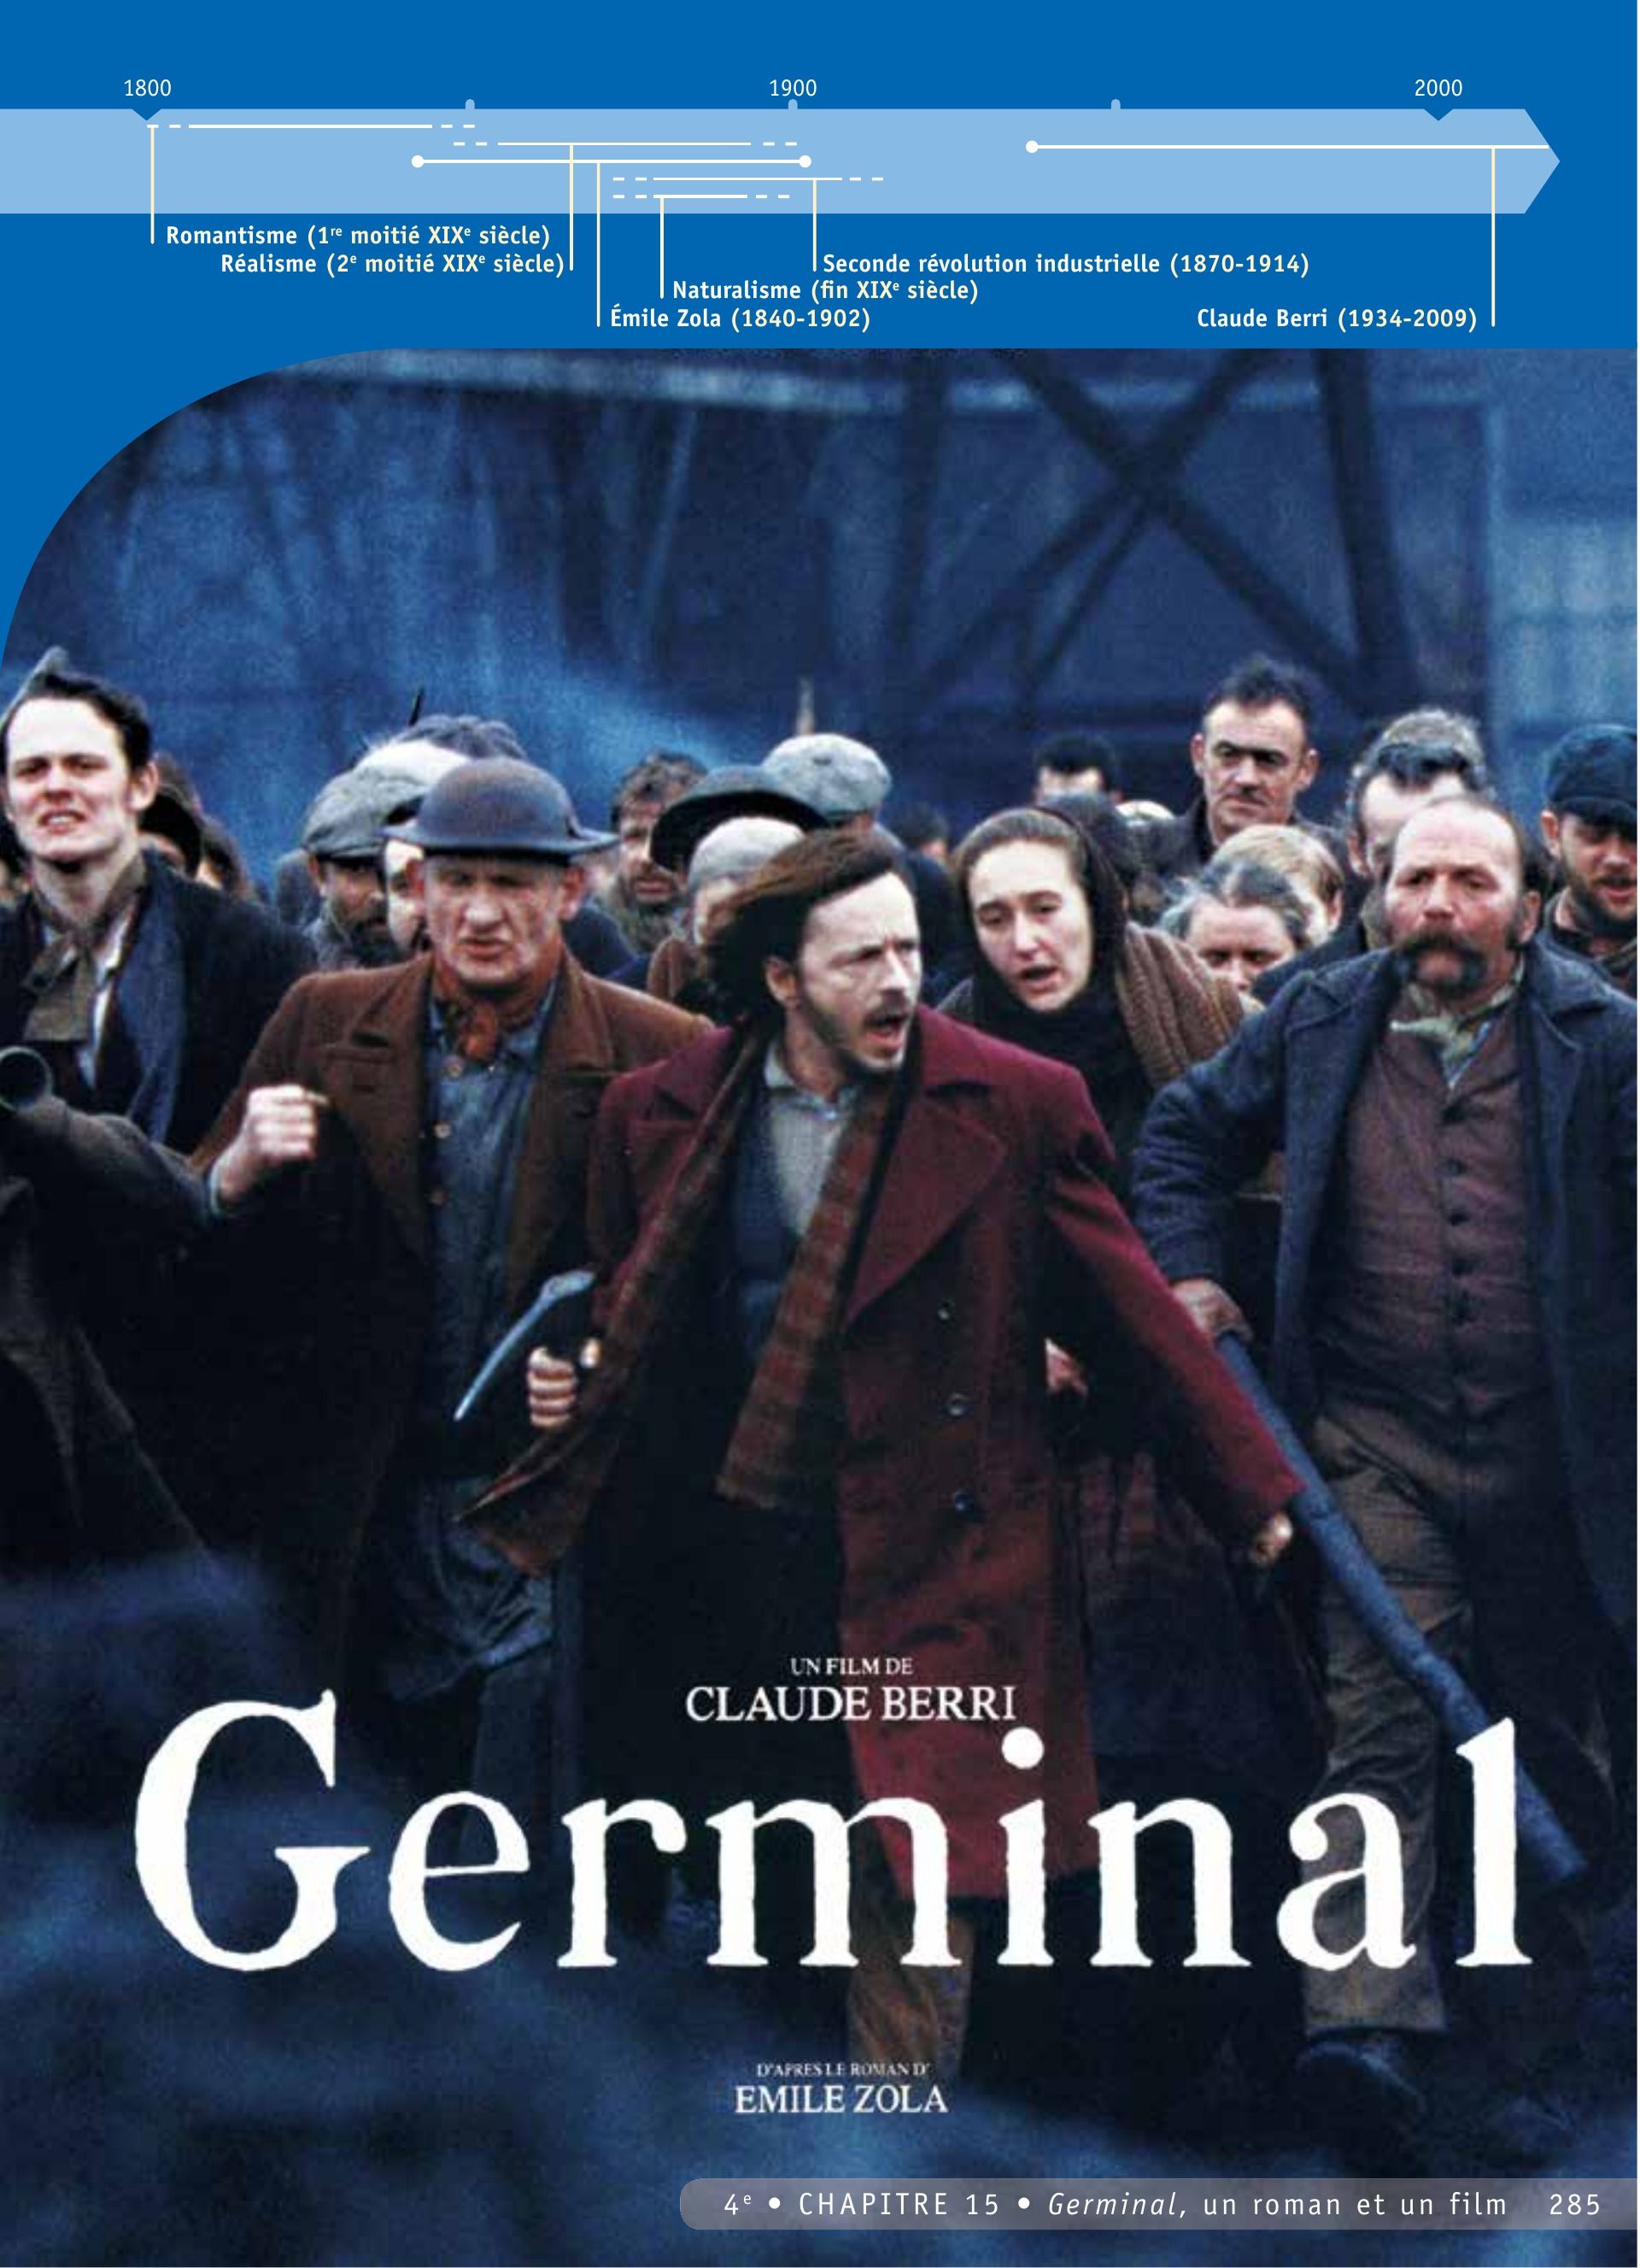 1800 1900 2000
Romantisme (1re moitié XIXe siècle)
Réalisme (2e moitié XIXe siècle)
Seconde révolution industrielle (1870-1914)
Naturalisme (fin XIXe siècle)
Émile Zola (1840-1902)
Claude Berri (1934-2009)
UN FILM DE
CLAUDE BERRI
Germinal
D'APRES LE ROMAN D'
EMILE ZOLA
4e • CHAPITRE 15 • Germinal, un roman et un film 285